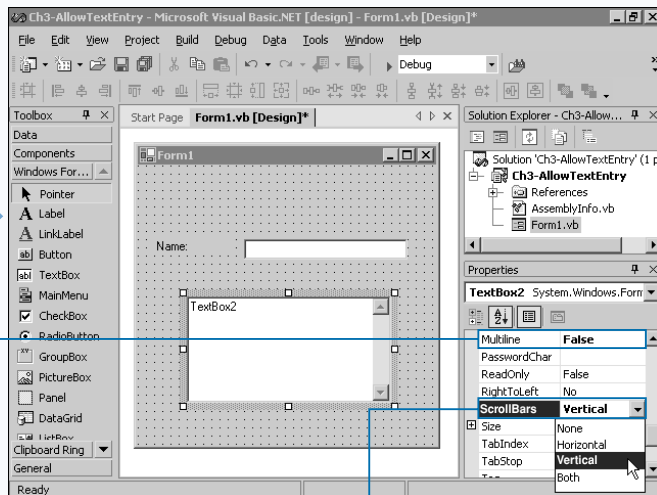 Ch3-AllowTextEntry - Microsoft Visual Basic.NET [design] - Form1.vb [Design]*
File Edit View Project Build Debug Data Tools Window Help
Debug
Toolbox
Data
Components
Windows For...
Pointer
Label
LinkLabel
Button
TextBox
MainMenu
CheckBox
RadioButton
GroupBox
PictureBox
Panel
DataGrid
ListBox
Clipboard Ring
General
Start Page Form1.vb [Design]*
Form1
Name:
TextBox2
Solution Explorer - Ch3-Allow...
Solution 'Ch3-AllowTextEntry' (1 p
Ch3-AllowTextEntry
References
AssemblyInfo.vb
Form1.vb
Properties
TextBox2 System.Windows.Form
Multiline False
PasswordChar
ReadOnly False
RightToLeft No
ScrollBars Vertical
Size None
TabIndex Horizontal
TabStop Vertical
Both
Ready